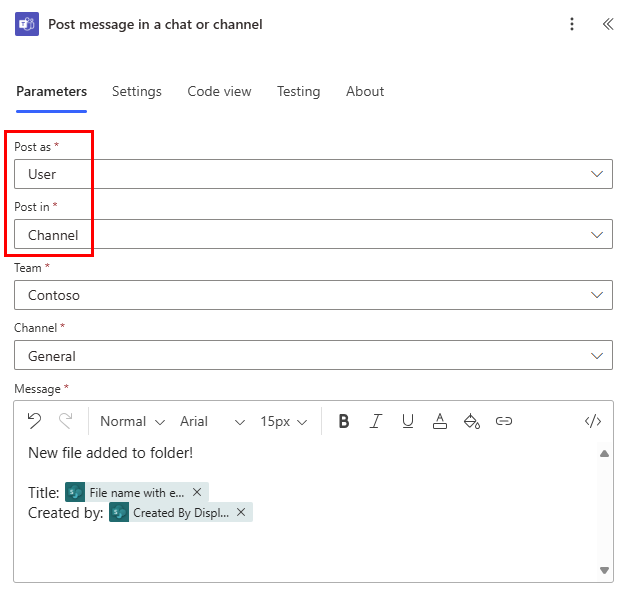 Post message in a chat or channel
Parameters Settings Code view Testing About
Post as *
User
Post in *
Channel
Team *
Contoso
Channel *
General
Message *
Normal Arial 15px B I U A </>
New file added to folder!
Title: File name with e... ×
Created by: Created By Displ... ×